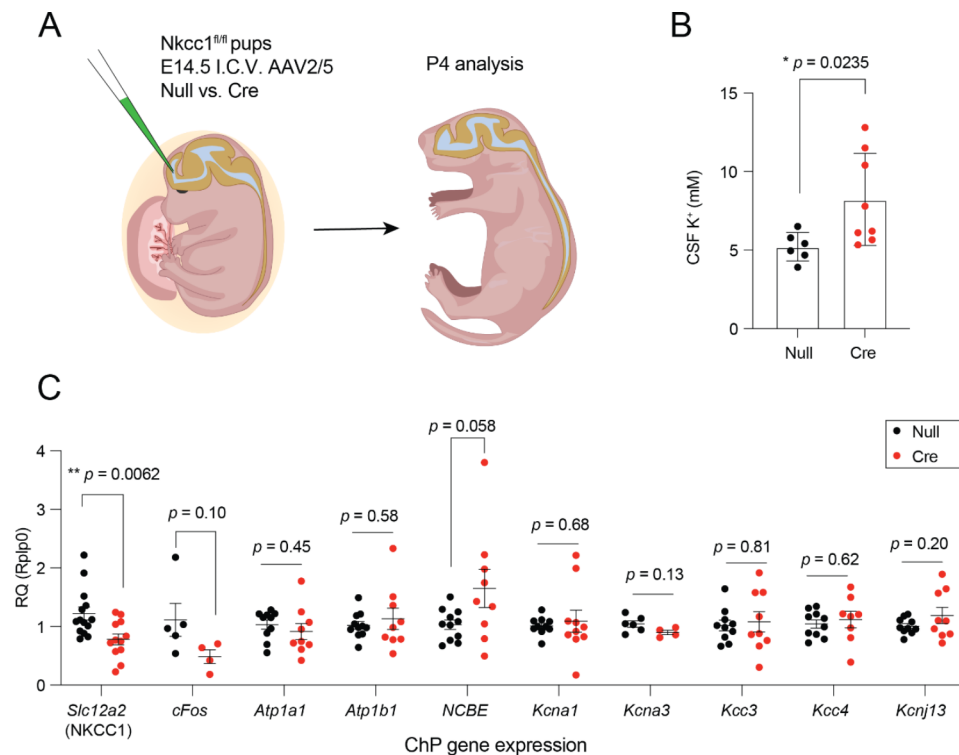 A
Nkcc1fl/fl pups
E14.5 I.C.V. AAV2/5
Null vs. Cre
P4 analysis
B
* p = 0.0235
15
10
5
0
CSF K⁺ (mM)
Null Cre
C
Null
Cre
4
3
2
1
0
RQ (Rplp0)
** p = 0.0062
p = 0.10
p = 0.45
p = 0.58
p = 0.058
p = 0.68
p = 0.13
p = 0.81
p = 0.62
p = 0.20
Slc12a2 cFos Atp1a1 Atp1b1 NCBE Kcna1 Kcna3 Kcc3 Kcc4 Kcnj13
(NKCC1)
ChP gene expression